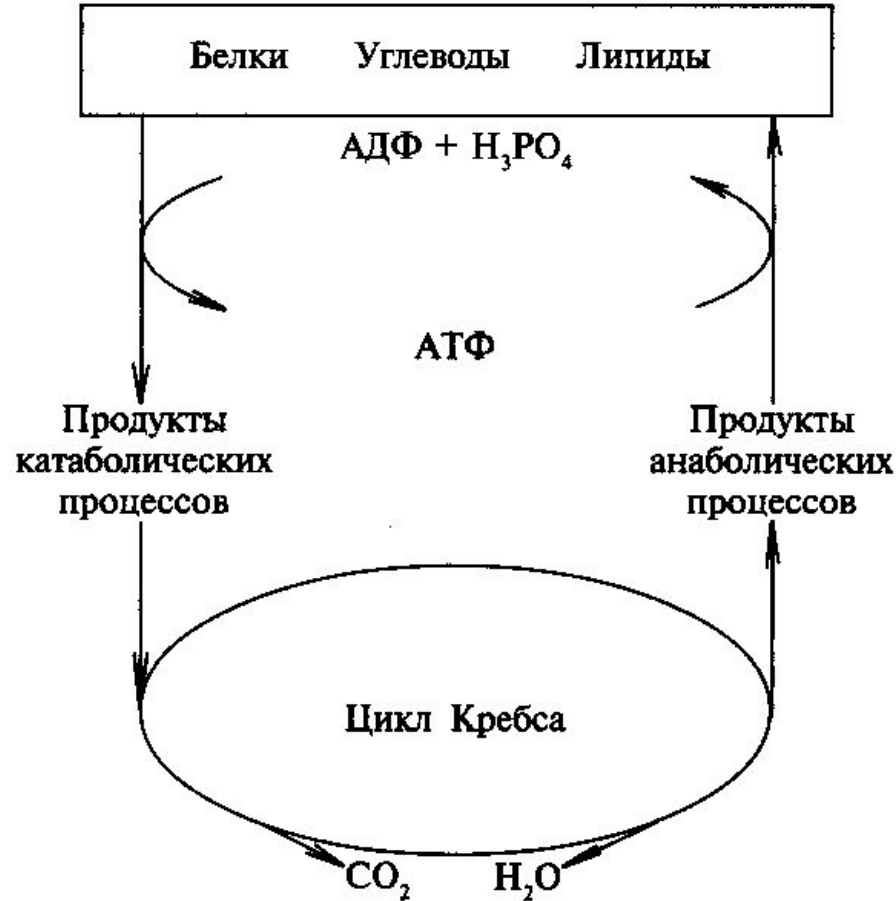 Белки Углеводы Липиды
АДФ + H₃PO₄
АТФ
Продукты
катаболических
процессов
Продукты
анаболических
процессов
Цикл Кребса
CO₂ H₂O